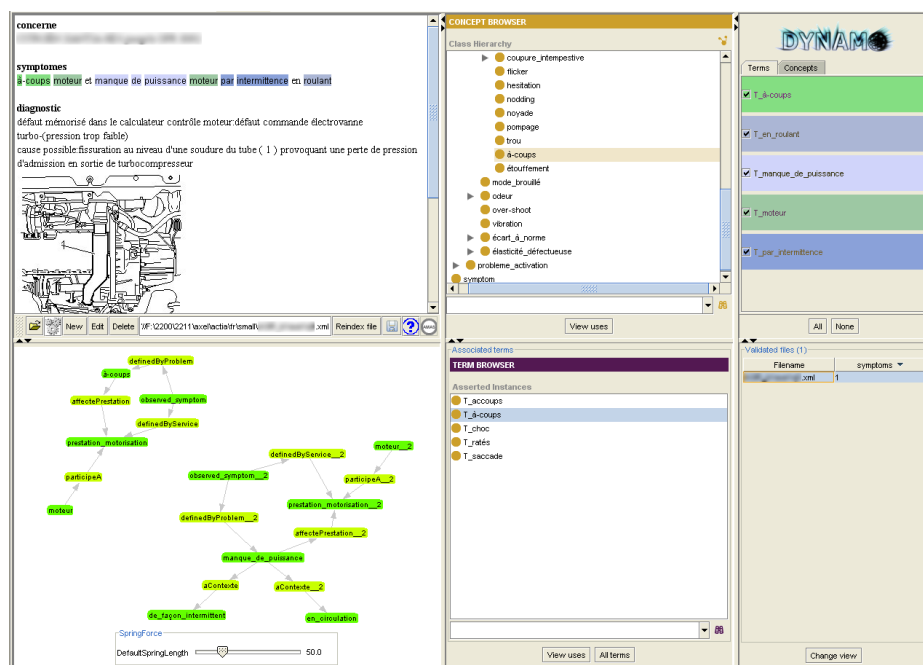 concerne
symptomes
à-coups moteur et manque de puissance moteur par intermittence en roulant
diagnostic
défaut mémorisé dans le calculateur contrôle moteur:défaut commande électrovanne
turbo-(pression trop faible)
cause possible:fissuration au niveau d'une soudure du tube ( 1 ) provoquant une perte de pression
d'admission en sortie de turbocompresseur
1
New
Edit
Delete
.xml
Reindex file
CONCEPT BROWSER
Class Hierarchy
coupure_intempestive
flicker
hesitation
nodding
noyade
pompage
trou
à-coups
étouffement
mode_brouillé
odeur
over-shoot
vibration
écart_à_norme
élasticité_défectueuse
probleme_activation
symptom
View uses
DYNAMO
Terms
Concepts
T_à-coups
T_en_roulant
T_manque_de_puissance
T_moteur
T_par_intermittence
All
None
definedByProblem
à-coups
affectePrestation
observed_symptom
definedByService
prestation_motorisation
participeA
moteur
definedByService__2
moteur__2
observed_symptom__2
participeA__2
prestation_motorisation__2
definedByProblem__2
affectePrestation__2
manque_de_puissance
aContexte
aContexte__2
de_façon_intermittent
en_circulation
SpringForce
DefaultSpringLength
50.0
Associated terms
TERM BROWSER
Asserted Instances
T_accoups
T_à-coups
T_choc
T_ratés
T_saccade
View uses
All terms
Validated files (1)
Filename
symptoms
.xml
1
Change view